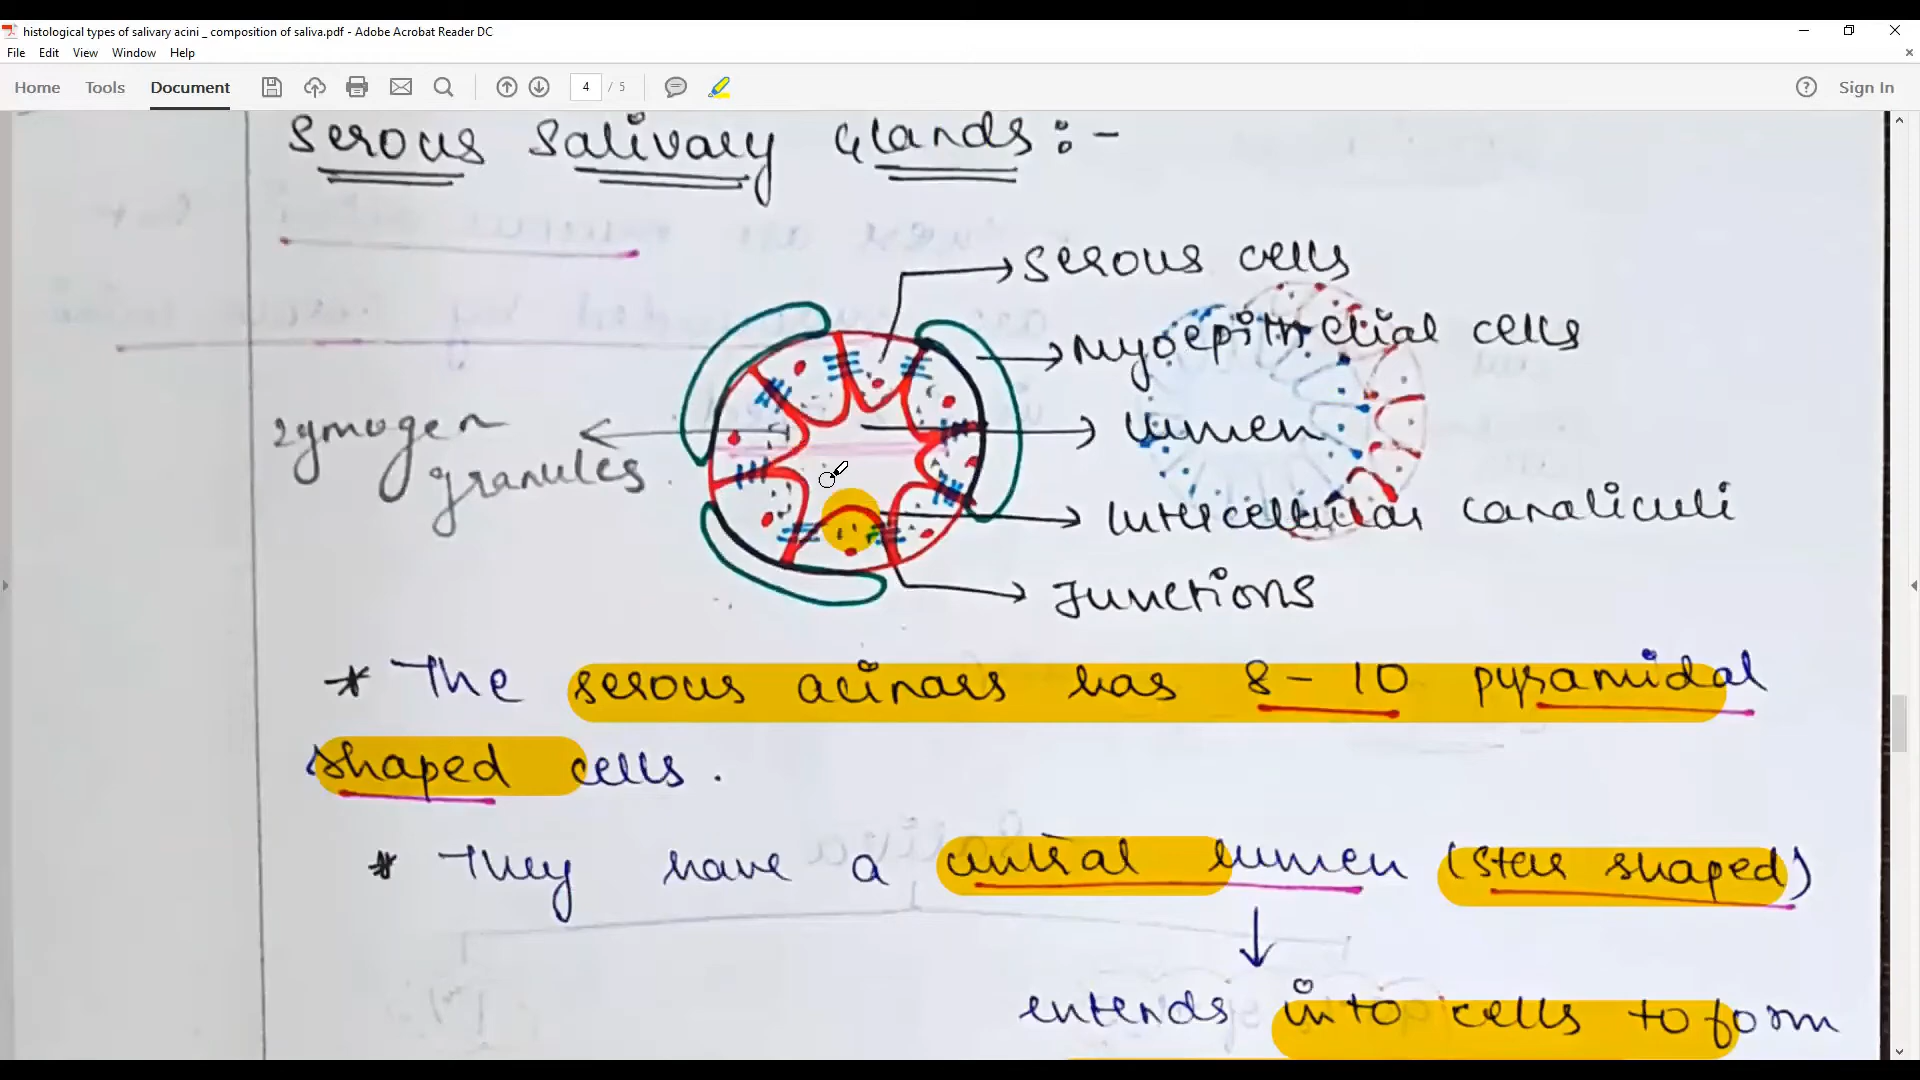 histological types of salivary acini _ composition of saliva.pdf - Adobe Acrobat Reader DC
File Edit View Window Help
Home Tools Document 4 / 5 Sign In
Serous Salivary Glands:-
serous cells
Myoepithelial cells
zymogen
granules
lumen
Intercellular canaliculi
Junctions
* The serous acinars has 8-10 pyramidal
shaped cells.
* They have a central lumen (star shaped)
↓
entends into cells to form